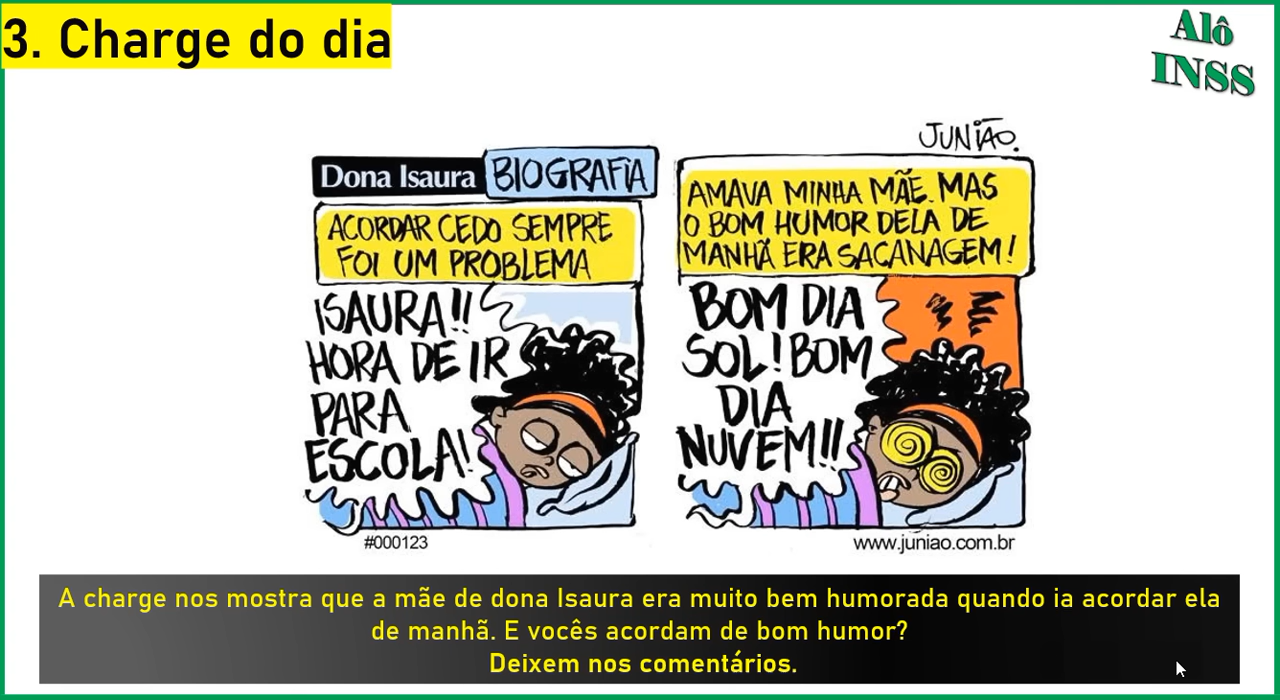 3. Charge do dia
Alô
INSS
JUNIÃO.
Dona Isaura BIOGRAFIA
ACORDAR CEDO SEMPRE
FOI UM PROBLEMA
ISAURA!!
HORA DE IR
PARA
ESCOLA!
AMAVA MINHA MÃE. MAS
O BOM HUMOR DELA DE
MANHÃ ERA SACANAGEM!
BOM DIA
SOL! BOM
DIA
NUVEM!!
#000123
www.juniao.com.br
A charge nos mostra que a mãe de dona Isaura era muito bem humorada quando ia acordar ela
de manhã. E vocês acordam de bom humor?
Deixem nos comentários.